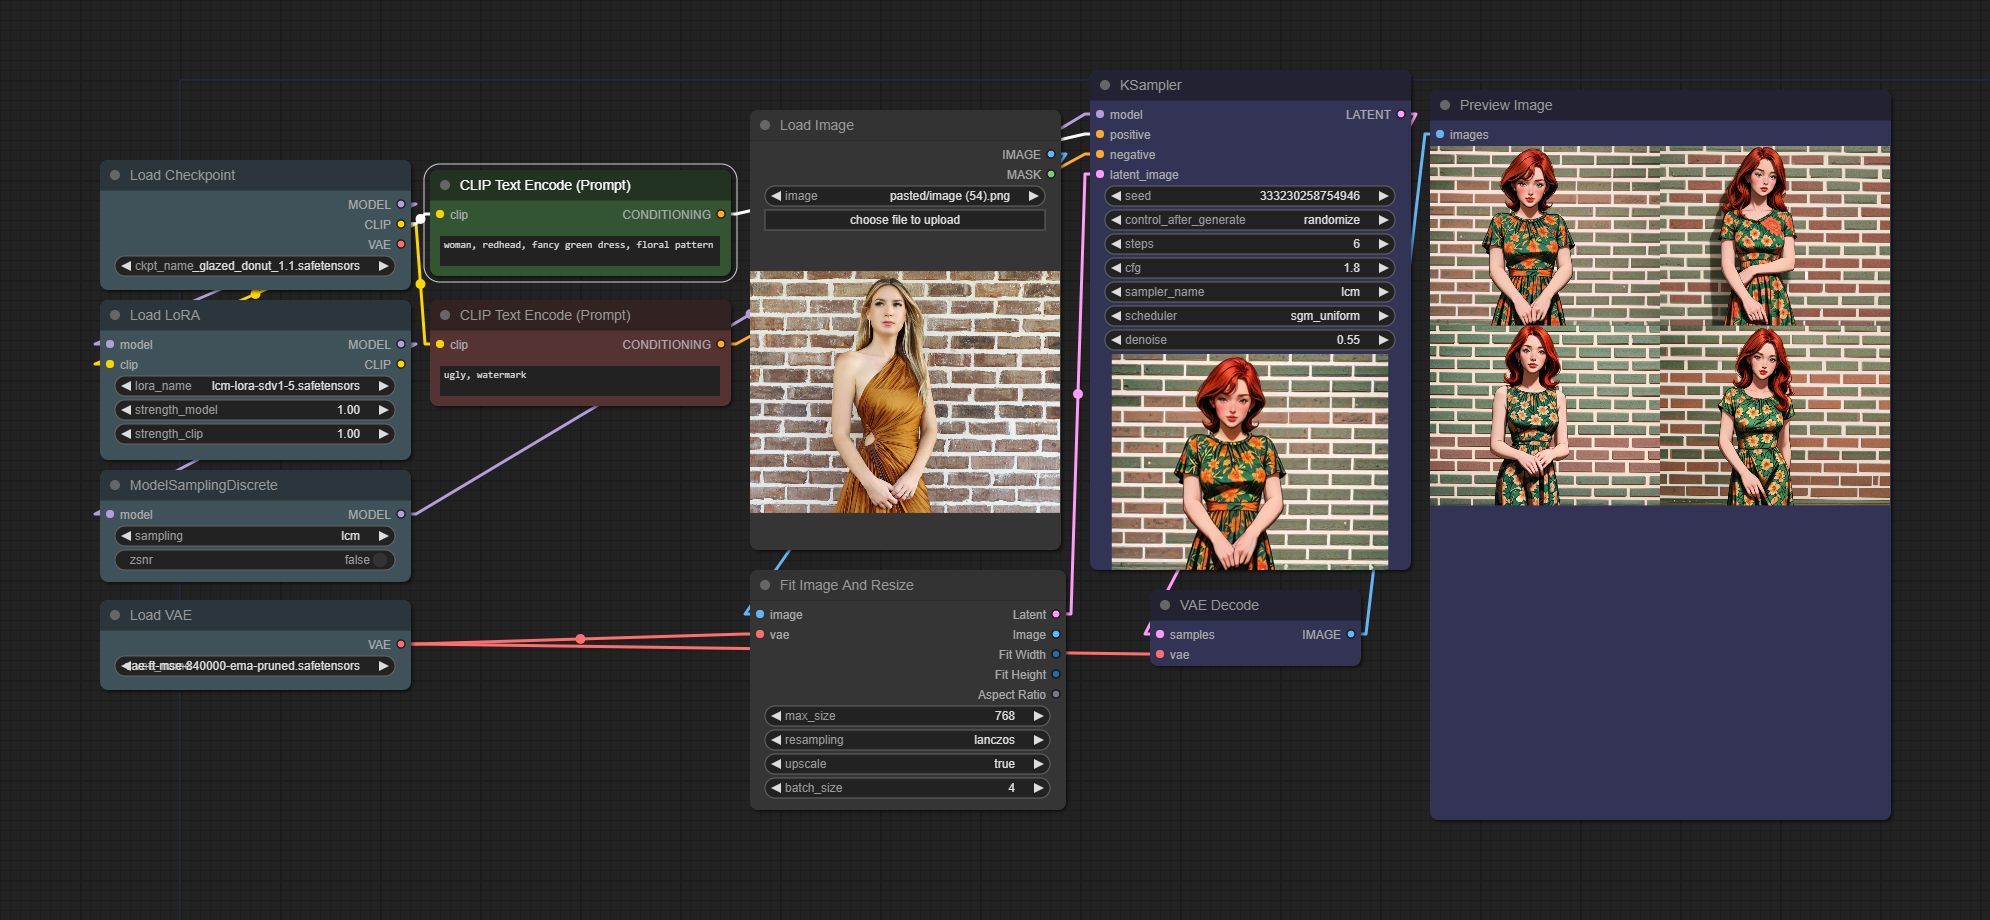 Load Checkpoint
MODEL
CLIP
VAE
ckpt_name_glazed_donut_1.1.safetensors
Load LoRA
model MODEL
clip CLIP
lora_name lcm-lora-sdv1-5.safetensors
strength_model 1.00
strength_clip 1.00
ModelSamplingDiscrete
model MODEL
sampling lcm
zsnr false
Load VAE
VAE
ae-ft-mse-840000-ema-pruned.safetensors
CLIP Text Encode (Prompt)
clip CONDITIONING
woman, redhead, fancy green dress, floral pattern
CLIP Text Encode (Prompt)
clip CONDITIONING
ugly, watermark
Load Image
IMAGE
MASK
image pasted/image (54).png
choose file to upload
Fit Image And Resize
image Latent
vae Image
Fit Width
Fit Height
Aspect Ratio
max_size 768
resampling lanczos
upscale true
batch_size 4
KSampler
model LATENT
positive
negative
latent_image
seed 333230258754946
control_after_generate randomize
steps 6
cfg 1.8
sampler_name lcm
scheduler sgm_uniform
denoise 0.55
VAE Decode
samples IMAGE
vae
Preview Image
images